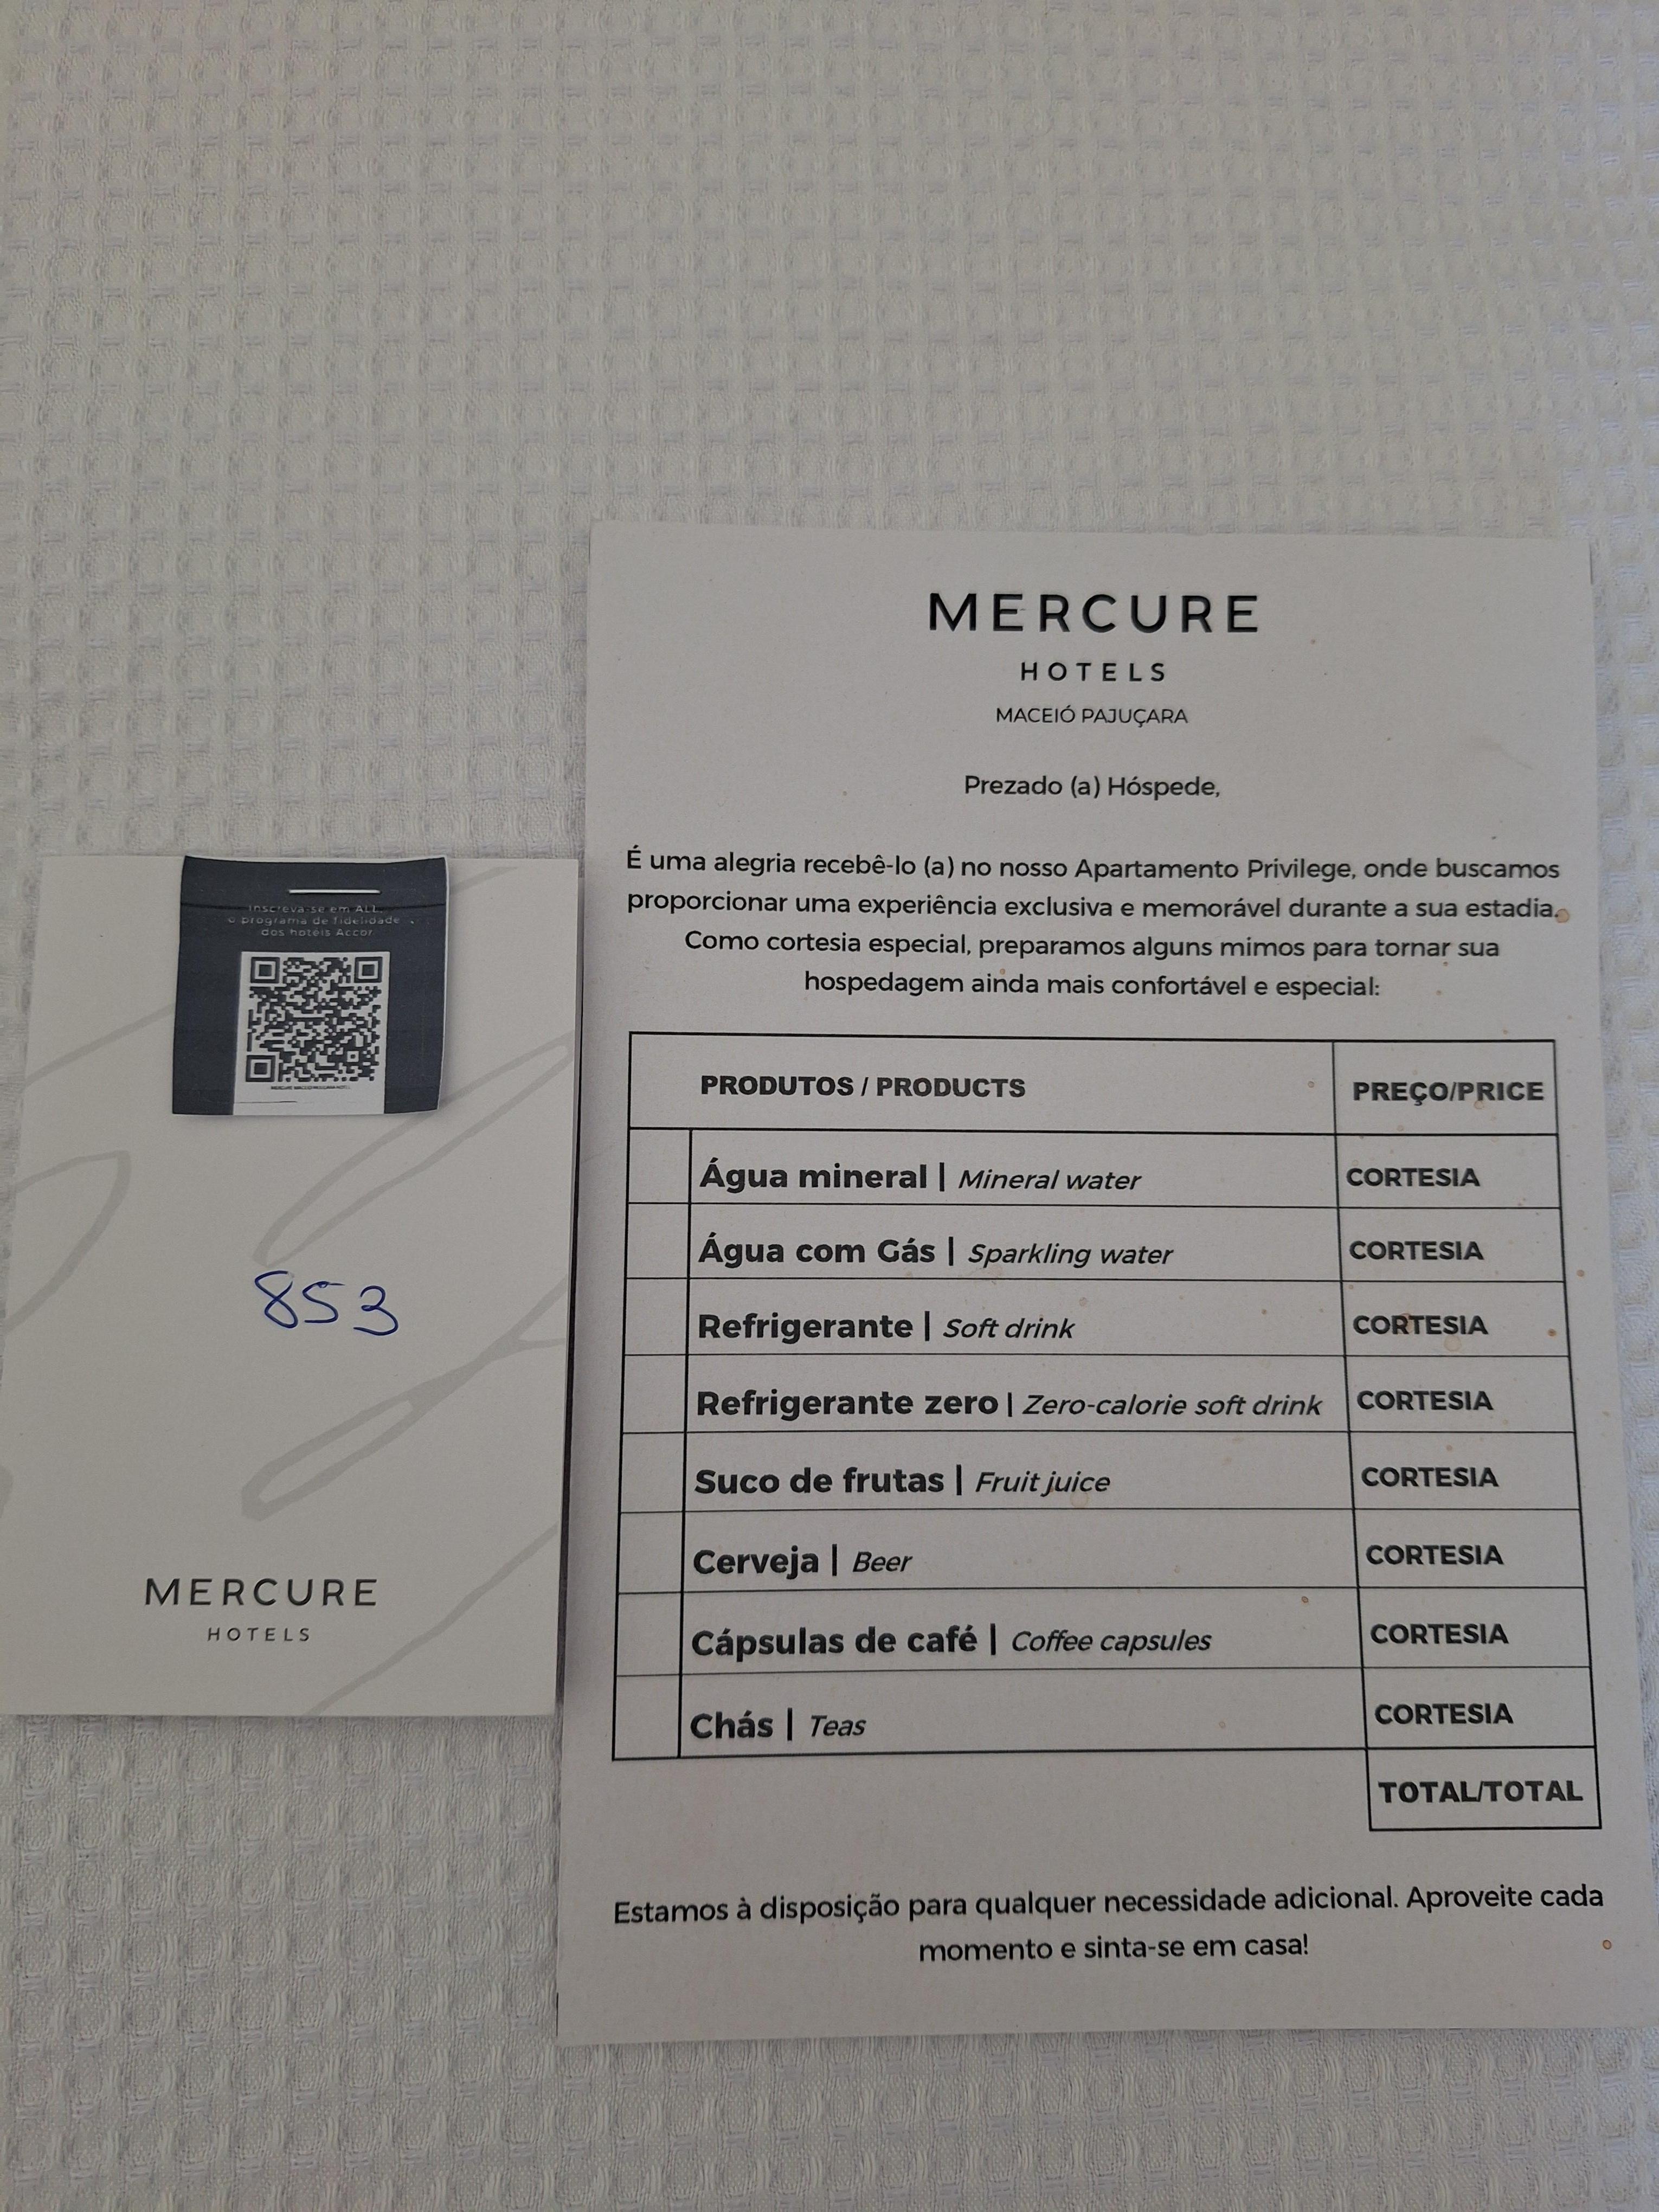 Inscreva-se em ALL,
o programa de fidelidade
dos hotéis Accor
853
MERCURE
HOTELS
MERCURE
HOTELS
MACEIÓ PAJUÇARA
Prezado (a) Hóspede,
É uma alegria recebê-lo (a) no nosso Apartamento Privilege, onde buscamos
proporcionar uma experiência exclusiva e memorável durante a sua estadia.
Como cortesia especial, preparamos alguns mimos para tornar sua
hospedagem ainda mais confortável e especial:
PRODUTOS / PRODUCTS PREÇO/PRICE
Água mineral | Mineral water CORTESIA
Água com Gás | Sparkling water CORTESIA
Refrigerante | Soft drink CORTESIA
Refrigerante zero | Zero-calorie soft drink CORTESIA
Suco de frutas | Fruit juice CORTESIA
Cerveja | Beer CORTESIA
Cápsulas de café | Coffee capsules CORTESIA
Chás | Teas CORTESIA
TOTAL/TOTAL
Estamos à disposição para qualquer necessidade adicional. Aproveite cada
momento e sinta-se em casa!